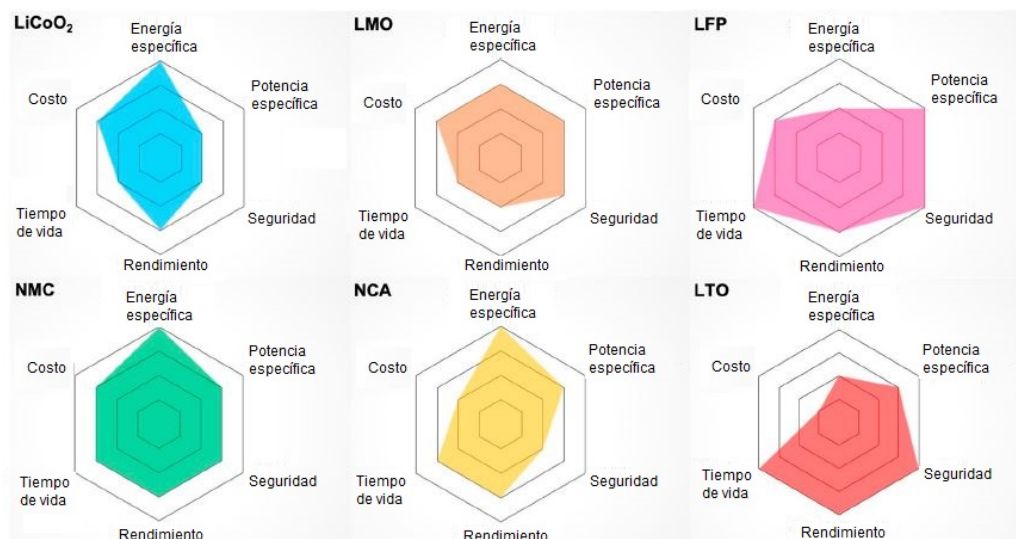 LiCoO₂
Energía
específica
Potencia
específica
Costo
Tiempo
de vida
Seguridad
Rendimiento
LMO
Energía
específica
Potencia
específica
Costo
Tiempo
de vida
Seguridad
Rendimiento
LFP
Energía
específica
Potencia
específica
Costo
Tiempo
de vida
Seguridad
Rendimiento
NMC
Energía
específica
Potencia
específica
Costo
Tiempo
de vida
Seguridad
Rendimiento
NCA
Energía
específica
Potencia
específica
Costo
Tiempo
de vida
Seguridad
Rendimiento
LTO
Energía
específica
Potencia
específica
Costo
Tiempo
de vida
Seguridad
Rendimiento